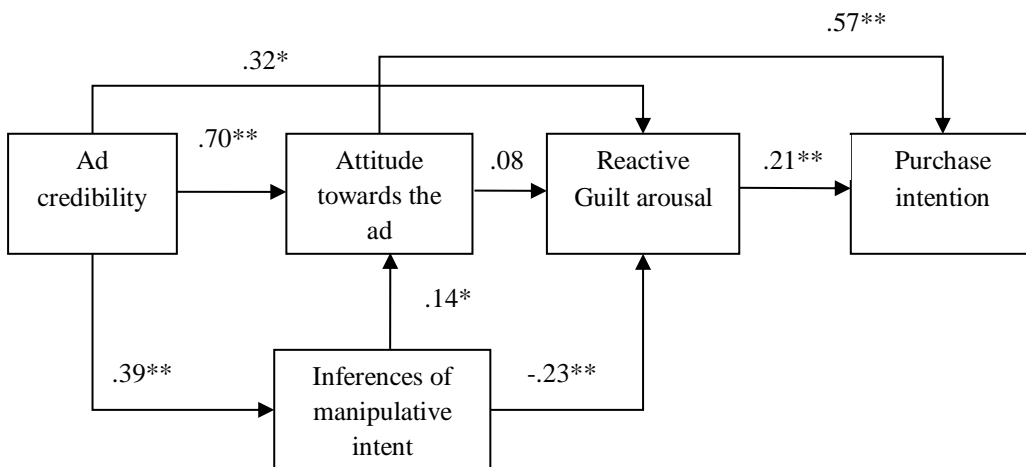 .57**
.32*
.70**
Ad
credibility
Attitude
towards the
ad
.08
Reactive
Guilt arousal
.21**
Purchase
intention
.14*
.39**
Inferences of
manipulative
intent
-.23**